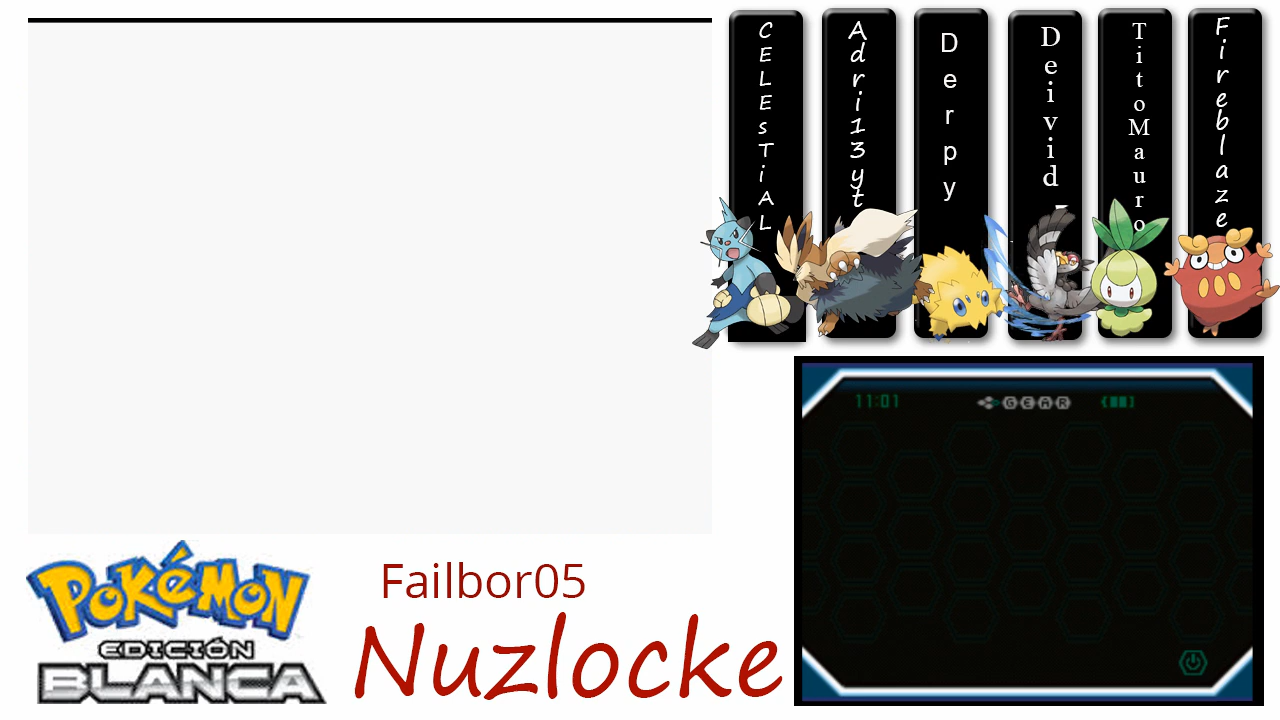 CELESTiAL
Adri13yt
Derpy
Deivid
TitoMauro
Fireblaze
11:01
GEAR
POKÉMON
EDICIÓN
BLANCA
Failbor05
Nuzlocke